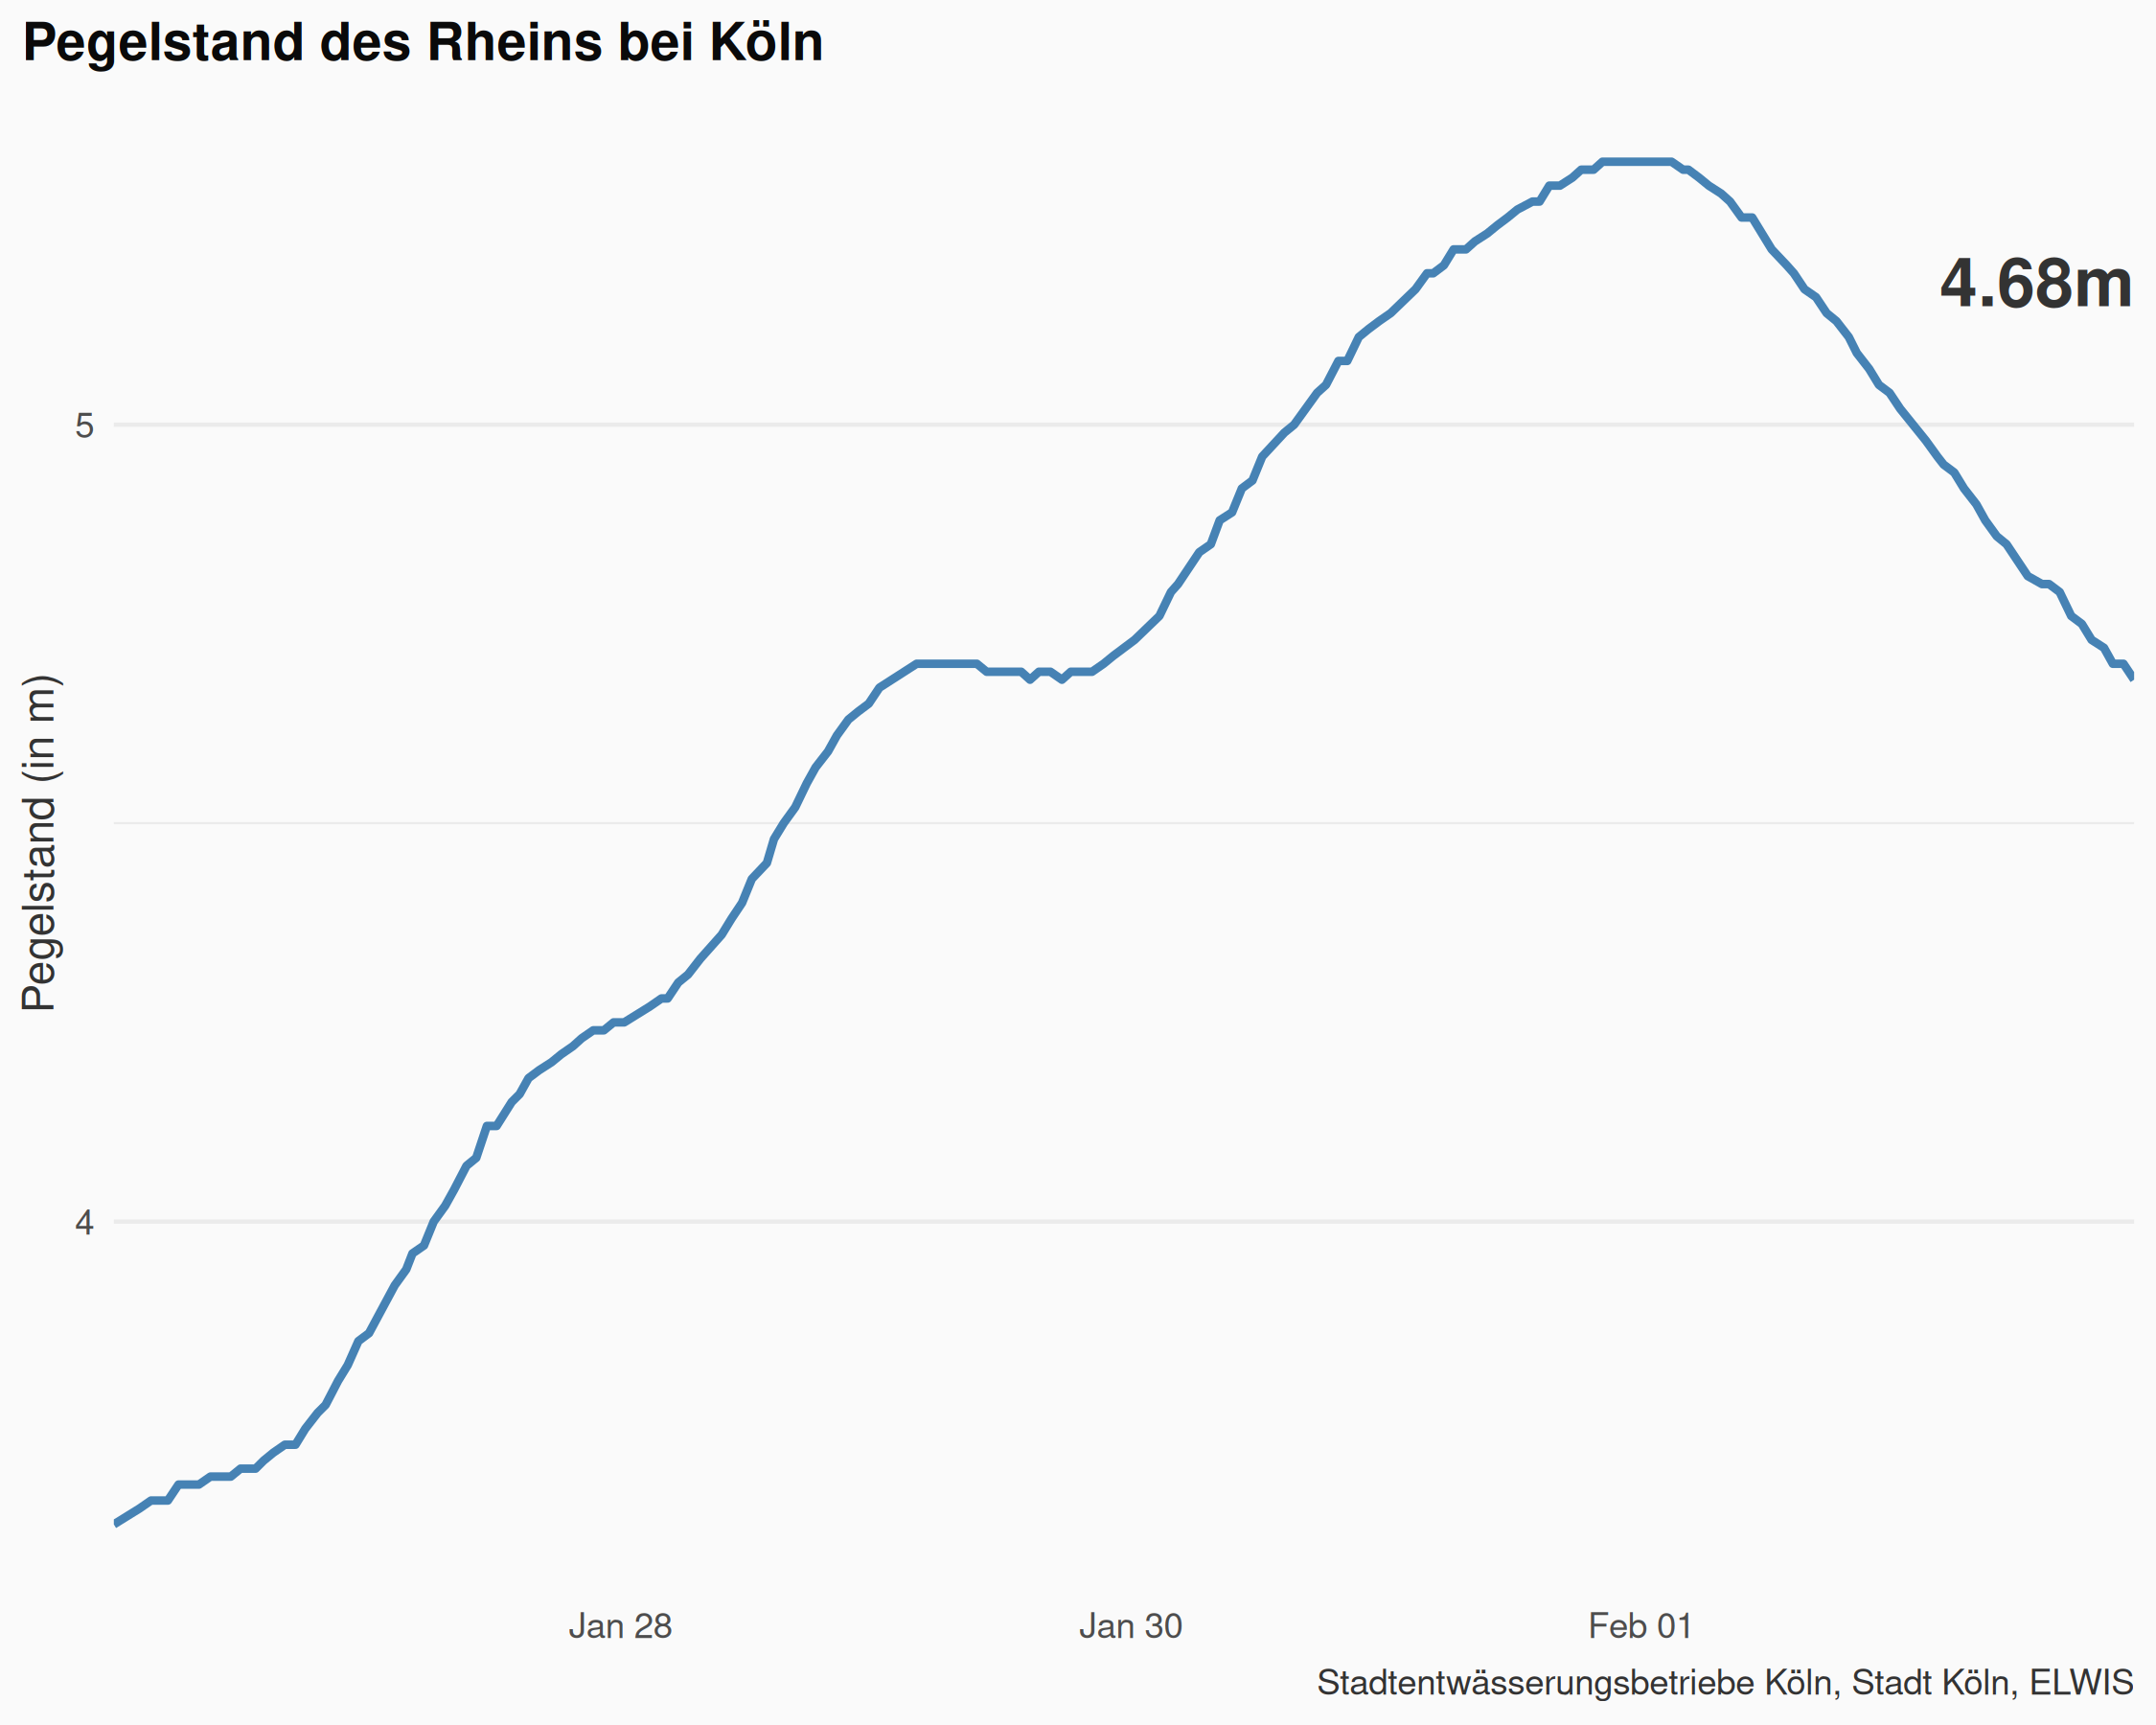 Pegelstand des Rheins bei Köln
4.68m
5
Pegelstand (in m)
4
Jan 28
Jan 30
Feb 01
Stadtentwässerungsbetriebe Köln, Stadt Köln, ELWIS